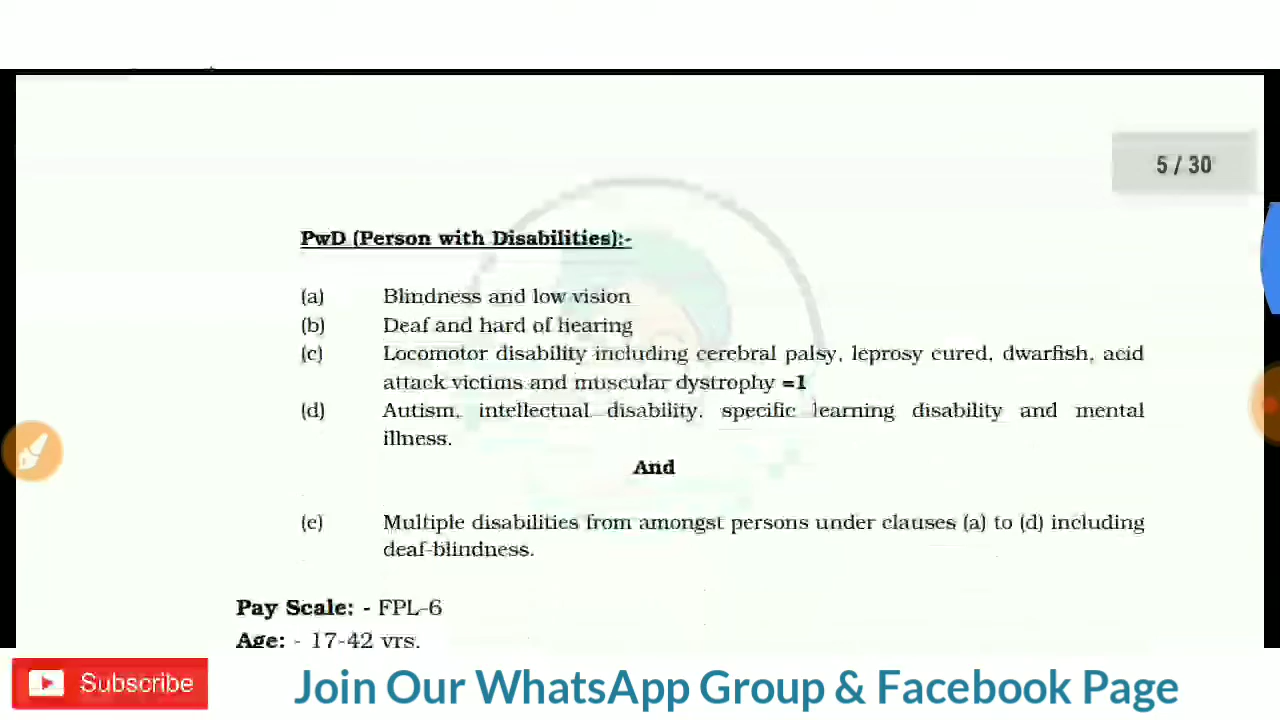 5 / 30
PwD (Person with Disabilities):-
(a) Blindness and low vision
(b) Deaf and hard of hearing
(c) Locomotor disability including cerebral palsy, leprosy cured, dwarfish, acid
attack victims and muscular dystrophy =1
(d) Autism, intellectual disability, specific learning disability and mental
illness.
And
(e) Multiple disabilities from amongst persons under clauses (a) to (d) including
deaf-blindness.
Pay Scale: - FPL-6
Age: - 17-42 yrs.
Subscribe
Join Our WhatsApp Group & Facebook Page